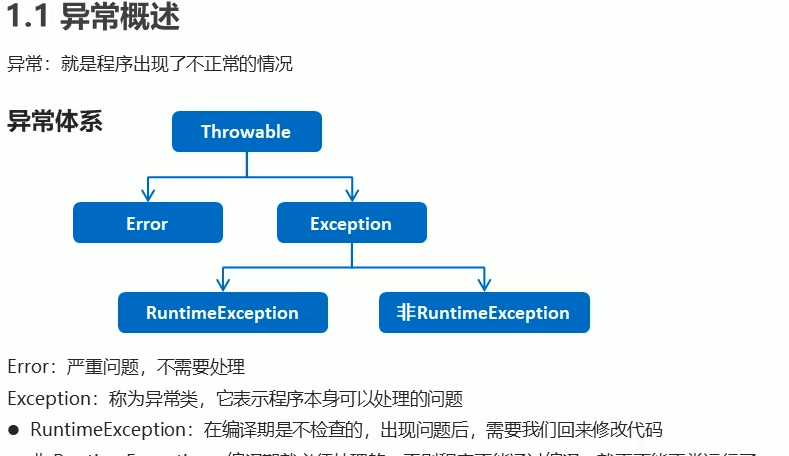 1.1 异常概述
异常：就是程序出现了不正常的情况
异常体系
Throwable
Error
Exception
RuntimeException
非RuntimeException
Error：严重问题，不需要处理
Exception：称为异常类，它表示程序本身可以处理的问题
● RuntimeException：在编译期是不检查的，出现问题后，需要我们回来修改代码